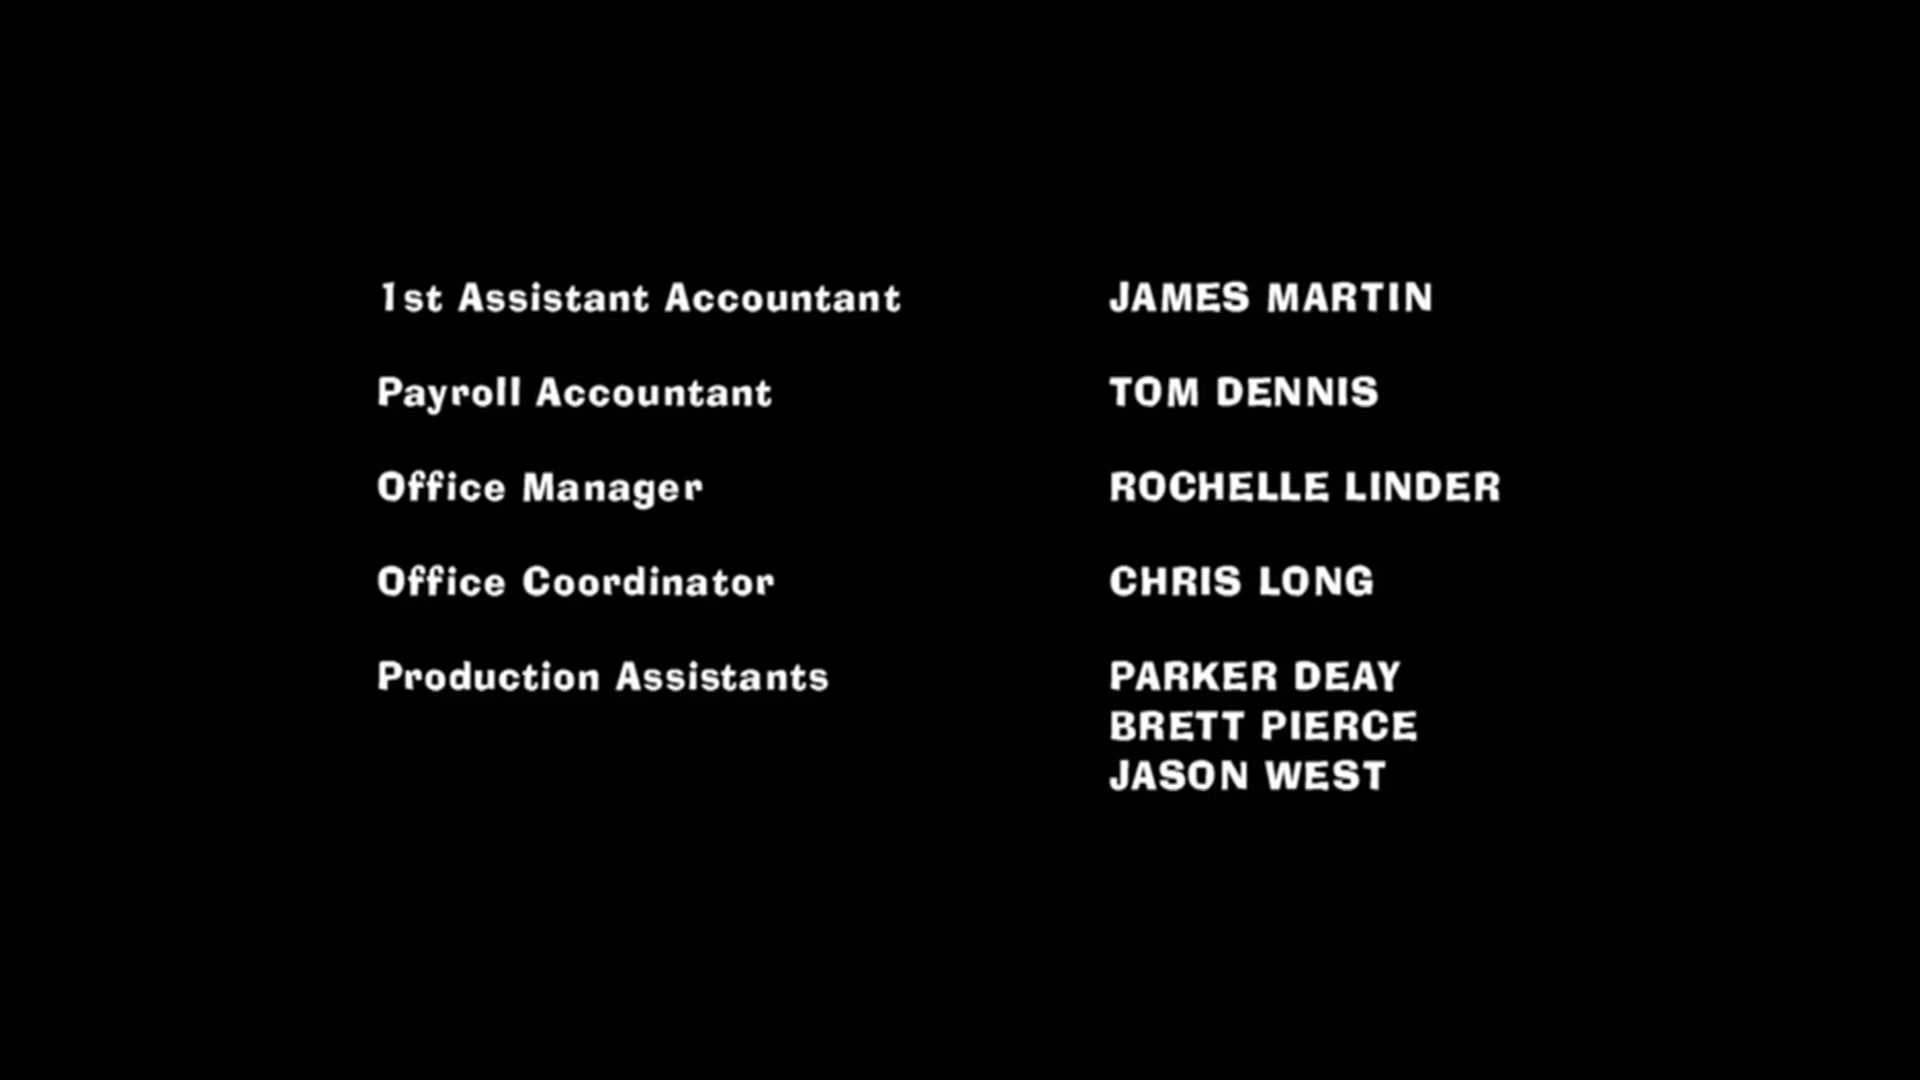 1st Assistant Accountant JAMES MARTIN
Payroll Accountant TOM DENNIS
Office Manager ROCHELLE LINDER
Office Coordinator CHRIS LONG
Production Assistants PARKER DEAY
BRETT PIERCE
JASON WEST